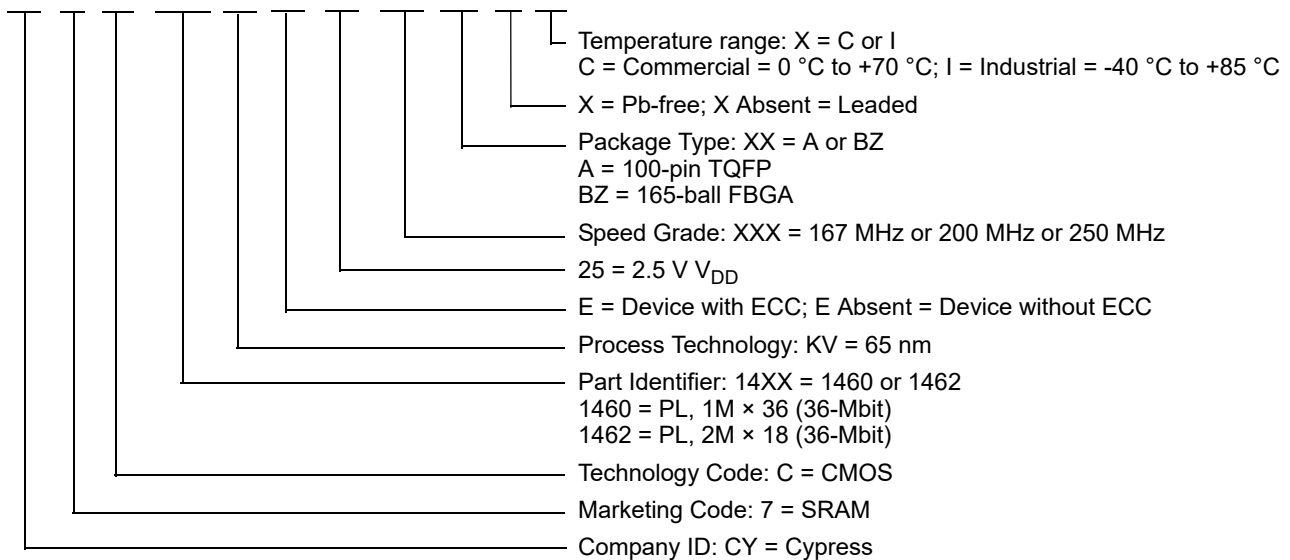 Temperature range: X = C or I
C = Commercial = 0 °C to +70 °C; I = Industrial = -40 °C to +85 °C
X = Pb-free; X Absent = Leaded
Package Type: XX = A or BZ
A = 100-pin TQFP
BZ = 165-ball FBGA
Speed Grade: XXX = 167 MHz or 200 MHz or 250 MHz
25 = 2.5 V VDD
E = Device with ECC; E Absent = Device without ECC
Process Technology: KV = 65 nm
Part Identifier: 14XX = 1460 or 1462
1460 = PL, 1M × 36 (36-Mbit)
1462 = PL, 2M × 18 (36-Mbit)
Technology Code: C = CMOS
Marketing Code: 7 = SRAM
Company ID: CY = Cypress